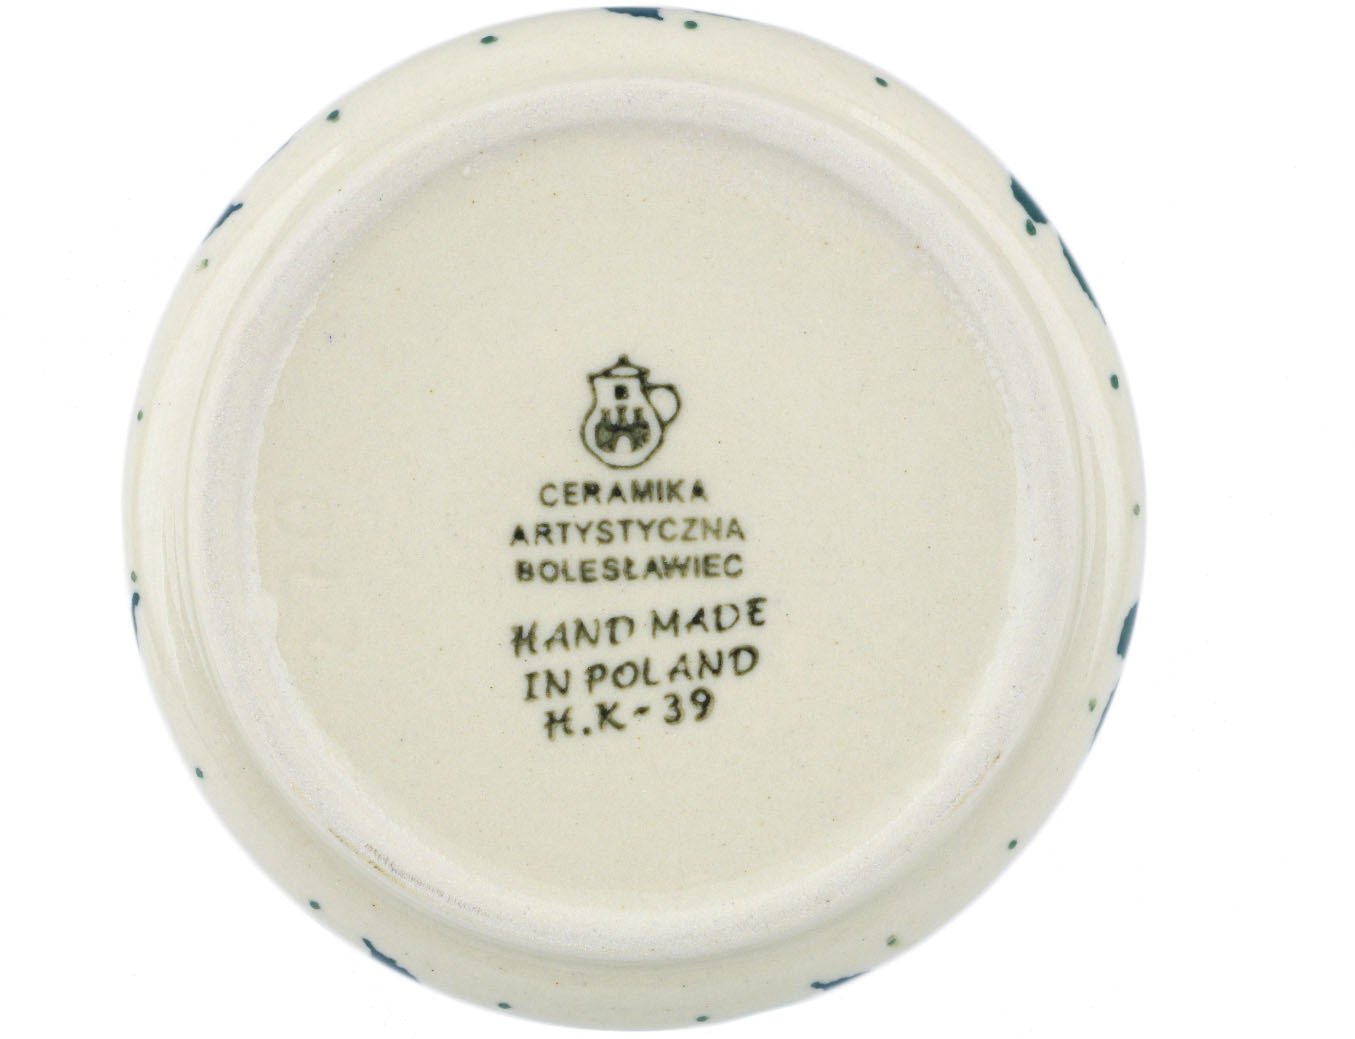 B
CERAMIKA
ARTYSTYCZNA
BOLESŁAWIEC
HAND MADE
IN POLAND
H.K-39